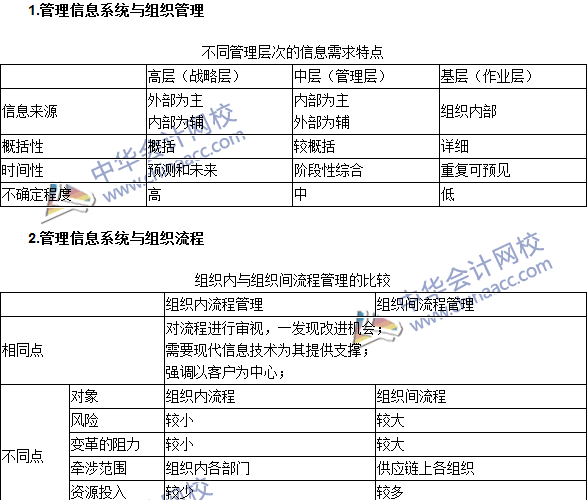 1.管理信息系统与组织管理
不同管理层次的信息需求特点
高层(战略层) 中层(管理层) 基层(作业层)
信息来源 外部为主 内部为辅 内部为主 外部为辅 组织内部
概括性 概括 较概括 详细
时间性 预测和未来 阶段性综合 重复可预见
不确定程度 高 中 低
中华会计网校
www.chinaacc.com
2.管理信息系统与组织流程
组织内与组织间流程管理的比较
组织内流程管理 组织间流程管理
相同点 对流程进行审视，一发现改进机会；
需要现代信息技术为其提供支撑；
强调以客户为中心；
中华会计网校
www.chinaacc.com
不同点 对象 组织内流程 组织间流程
风险 较小 较大
变革的阻力 较小 较大
牵涉范围 组织内各部门 供应链上各组织
资源投入 较少 较多